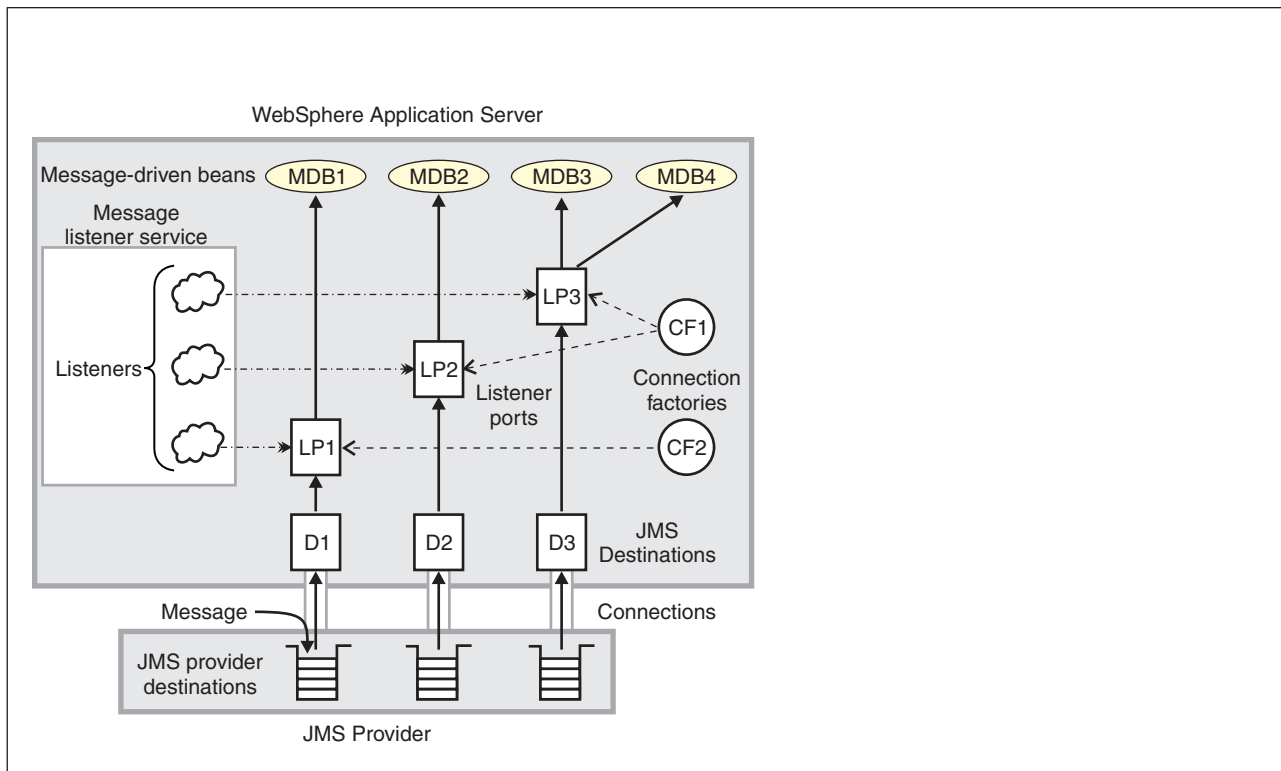 WebSphere Application Server
Message-driven beans
MDB1
MDB2
MDB3
MDB4
Message
listener service
Listeners
LP3
CF1
LP2
Listener
ports
Connection
factories
LP1
CF2
D1
D2
D3
JMS
Destinations
Message
Connections
JMS provider
destinations
JMS Provider